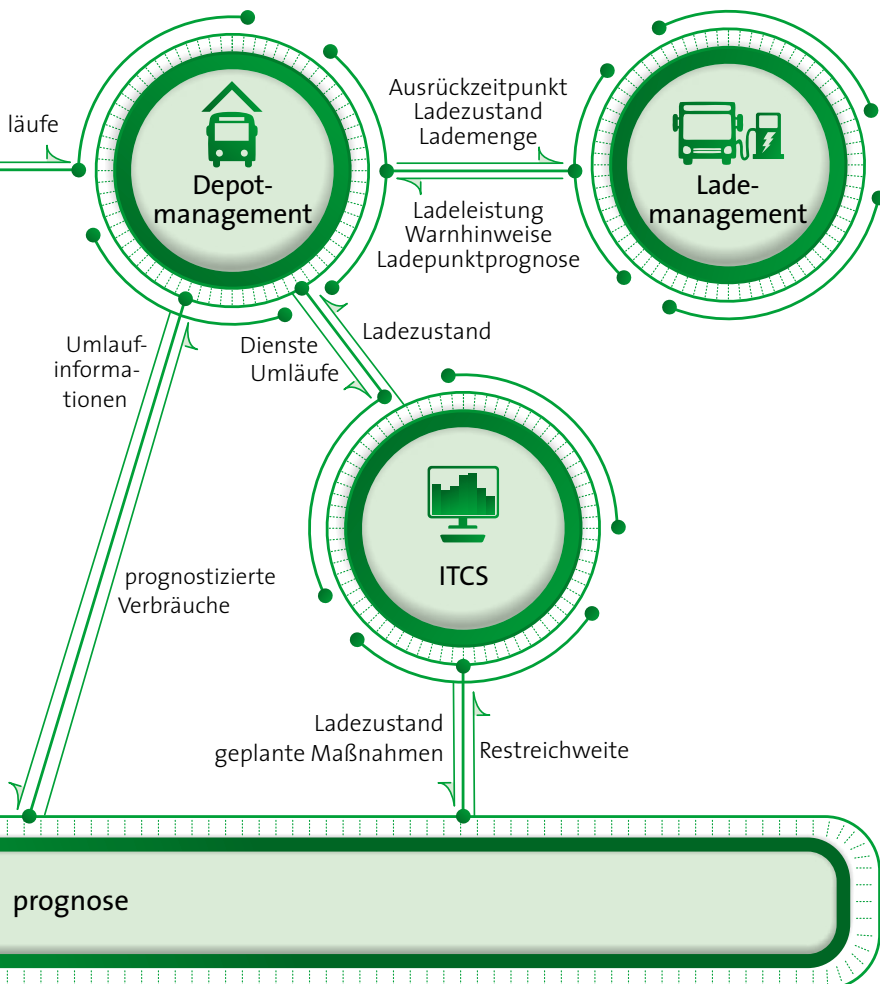 läufe
Depot-
management
Ausrückzeitpunkt
Ladezustand
Lademenge
Ladeleistung
Warnhinweise
Ladepunktprognose
Lade-
management
Umlauf-
informa-
tionen
Dienste
Umläufe
Ladezustand
ITCS
prognostizierte
Verbräuche
Ladezustand
geplante Maßnahmen
Restreichweite
prognose